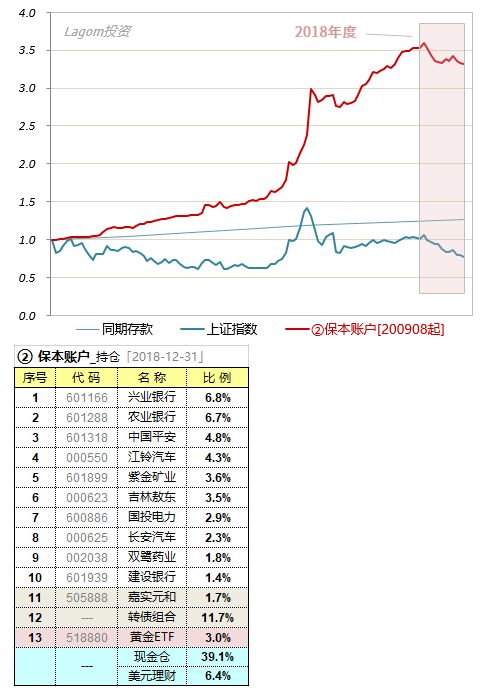 4.0
Lagom投资
2018年度
3.5
3.0
2.5
2.0
1.5
1.0
0.5
0.0
同期存款 上证指数 ②保本账户[200908起]
② 保本账户_持仓「2018-12-31」
序号 代 码 名 称 比 例
1 601166 兴业银行 6.8%
2 601288 农业银行 6.7%
3 601318 中国平安 4.8%
4 000550 江铃汽车 4.3%
5 601899 紫金矿业 3.6%
6 000623 吉林敖东 3.5%
7 600886 国投电力 2.9%
8 000625 长安汽车 2.3%
9 002038 双鹭药业 1.8%
10 601939 建设银行 1.4%
11 505888 嘉实元和 1.7%
12 --- 转债组合 11.7%
13 518880 黄金ETF 3.0%
--- 现金仓 39.1%
美元理财 6.4%